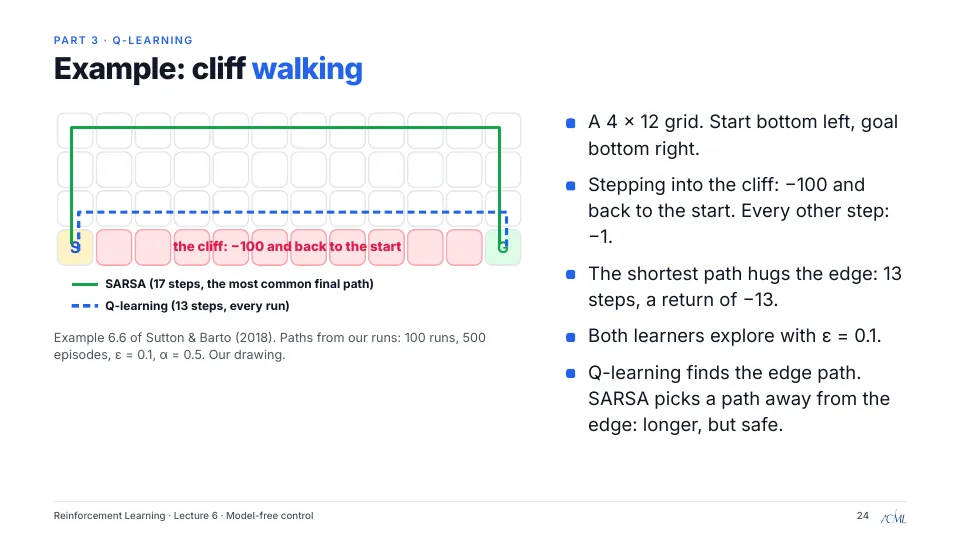 PART 3 · Q-LEARNING
Example: cliff walking
S
the cliff: −100 and back to the start
G
SARSA (17 steps, the most common final path)
Q-learning (13 steps, every run)
Example 6.6 of Sutton & Barto (2018). Paths from our runs: 100 runs, 500
episodes, ε = 0.1, α = 0.5. Our drawing.
A 4 × 12 grid. Start bottom left, goal
bottom right.
Stepping into the cliff: −100 and
back to the start. Every other step:
−1.
The shortest path hugs the edge: 13
steps, a return of −13.
Both learners explore with ε = 0.1.
Q-learning finds the edge path.
SARSA picks a path away from the
edge: longer, but safe.
Reinforcement Learning · Lecture 6 · Model-free control
24
ACML